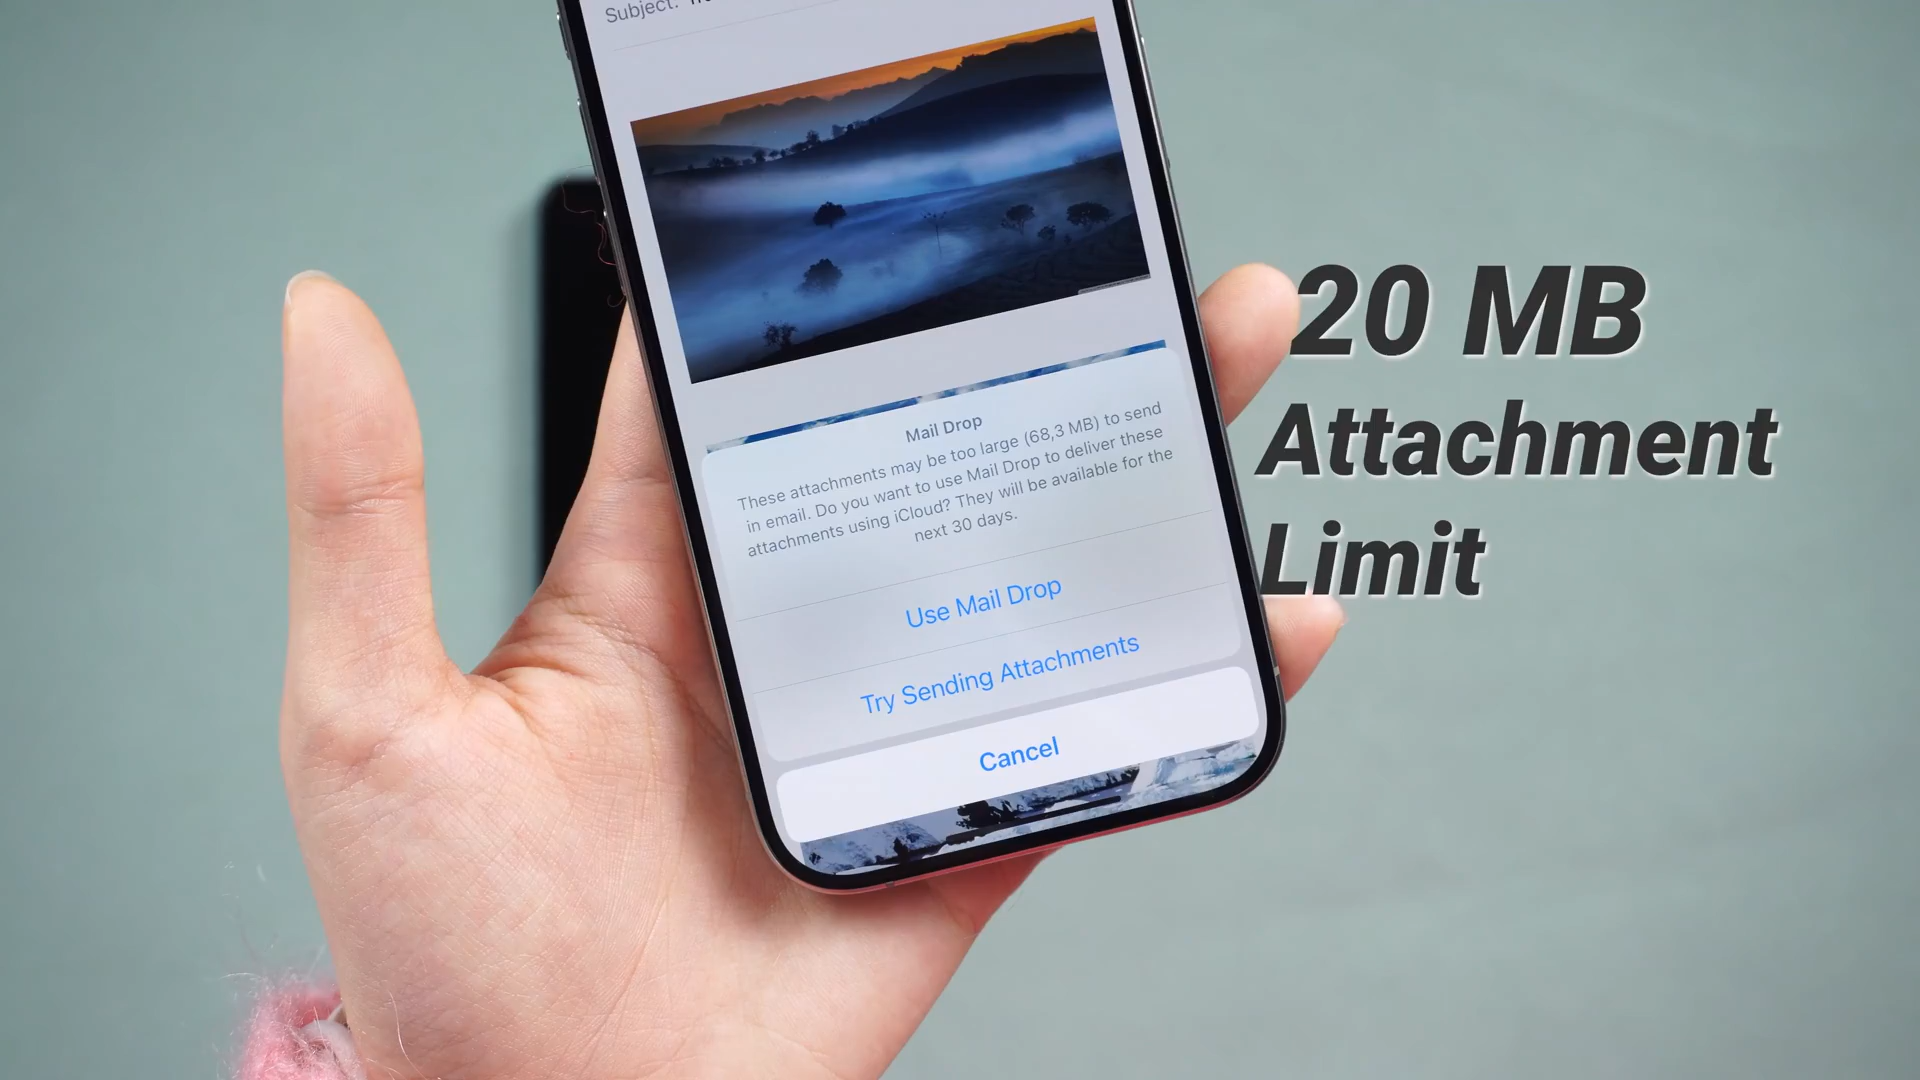 Subject:
20 MB
Attachment
Limit
Mail Drop
These attachments may be too large (68,3 MB) to send
in email. Do you want to use Mail Drop to deliver these
attachments using iCloud? They will be available for the
next 30 days.
Use Mail Drop
Try Sending Attachments
Cancel